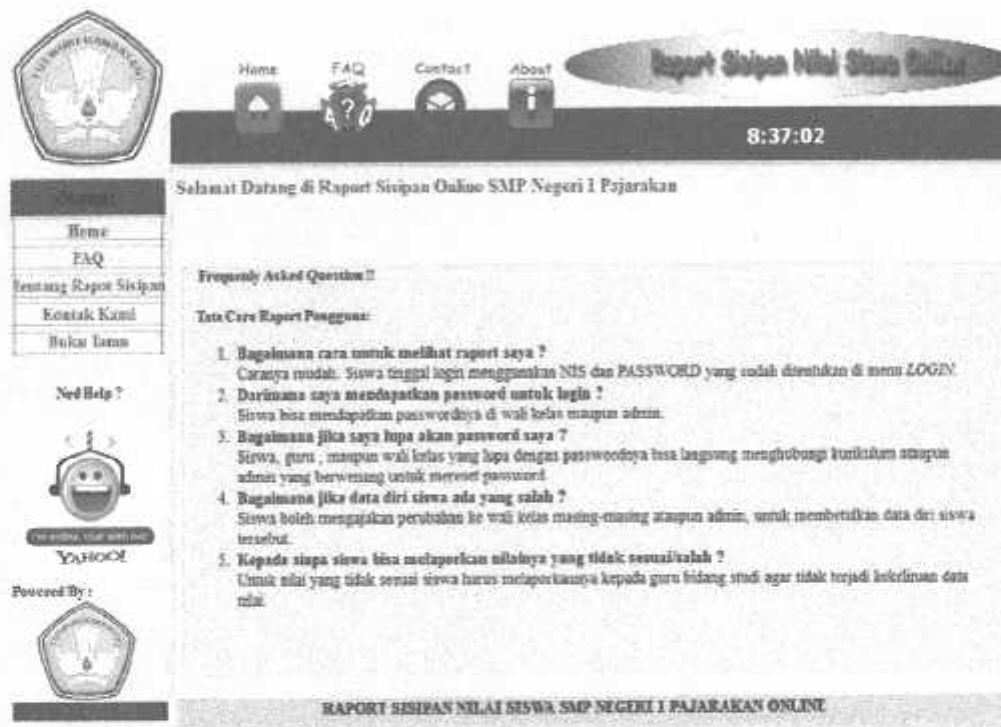 Home FAQ Contact About
Raport Sisipan Nilai Siswa Online
8:37:02
Selamat Datang di Raport Sisipan Online SMP Negeri 1 Pajarakan
Home
FAQ
Tentang Rapor Sisipan
Kontak Kami
Buku Tamu
Ned Help ?
YAHOO!
Powered By :
Frequenly Asked Question !!
Tata Cara Raport Pengguna:
1. Bagaimana cara untuk melihat raport saya ?
Caranya mudah. Siswa tinggal login menggunakan NIS dan PASSWORD yang sudah ditentukan di menu LOGIN.
2. Darimana saya mendapatkan password untuk login ?
Siswa bisa mendapatkan passwordnya di wali kelas maupun admin.
3. Bagaimana jika saya lupa akan password saya ?
Siswa, guru , maupun wali kelas yang lupa dengan passwordnya bisa langsung menghubungi kurikulum ataupun
admin yang berwenang untuk mereset password.
4. Bagaimana jika data diri siswa ada yang salah ?
Siswa boleh mengajukan perubahan ke wali kelas masing-masing ataupun admin, untuk membetulkan data diri siswa
tersebut.
5. Kepada siapa siswa bisa melaporkan nilainya yang tidak sesuai/salah ?
Untuk nilai yang tidak sesuai siswa harus melaporkannya kepada guru bidang studi agar tidak terjadi kekeliruan data
nilai.
RAPORT SISIPAN NILAI SISWA SMP NEGERI 1 PAJARAKAN ONLINE